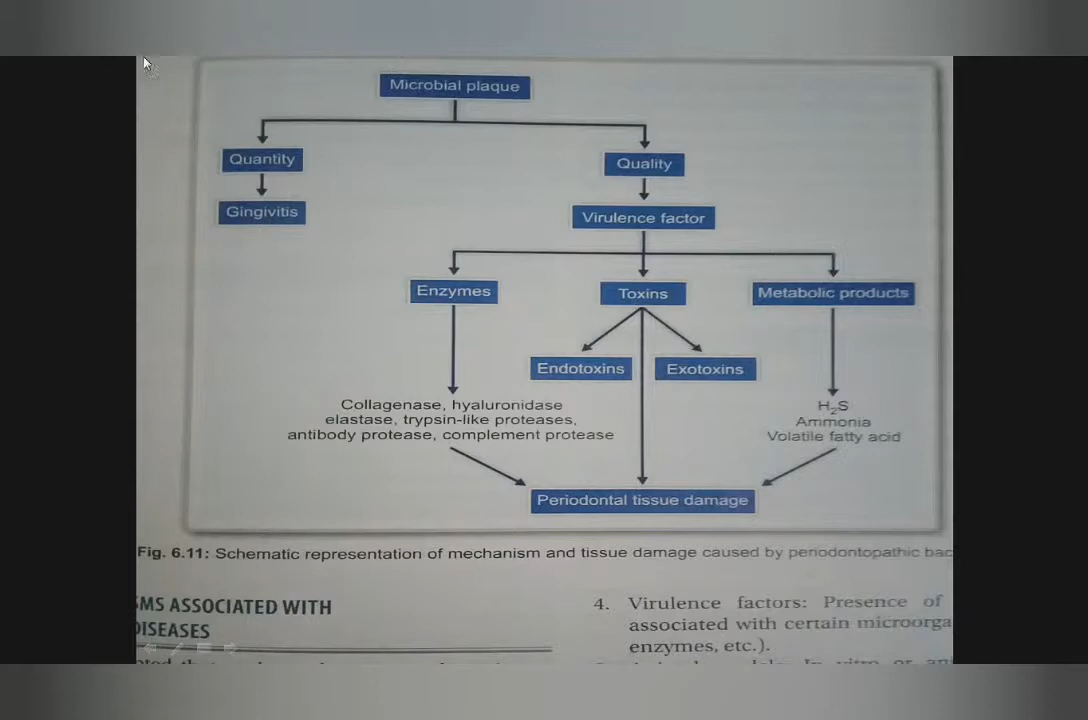 Microbial plaque
Quantity
Quality
Gingivitis
Virulence factor
Enzymes
Toxins
Metabolic products
Endotoxins
Exotoxins
Collagenase, hyaluronidase
elastase, trypsin-like proteases,
antibody protease, complement protease
H₂S
Ammonia
Volatile fatty acid
Periodontal tissue damage
Fig. 6.11: Schematic representation of mechanism and tissue damage caused by periodontopathic bac
SMS ASSOCIATED WITH
DISEASES
4. Virulence factors: Presence of
associated with certain microorga
enzymes, etc.).